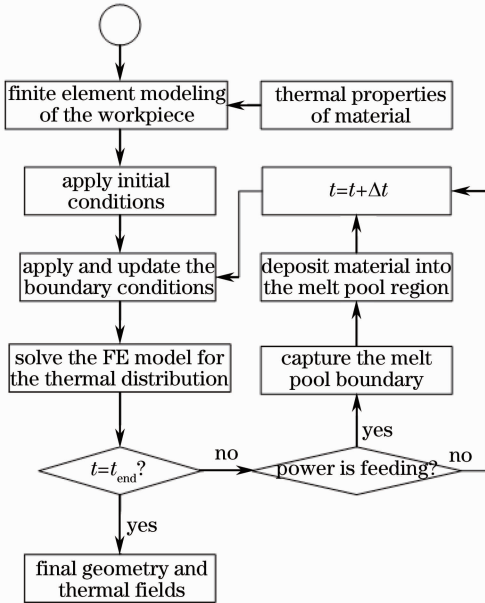 finite element modeling
of the workpiece
thermal properties
of material
apply initial
conditions
t=t+Δt
apply and update the
boundary conditions
deposit material into
the melt pool region
solve the FE model for
the thermal distribution
capture the melt
pool boundary
yes
t=t_end?
no
power is feeding?
no
yes
final geometry and
thermal fields